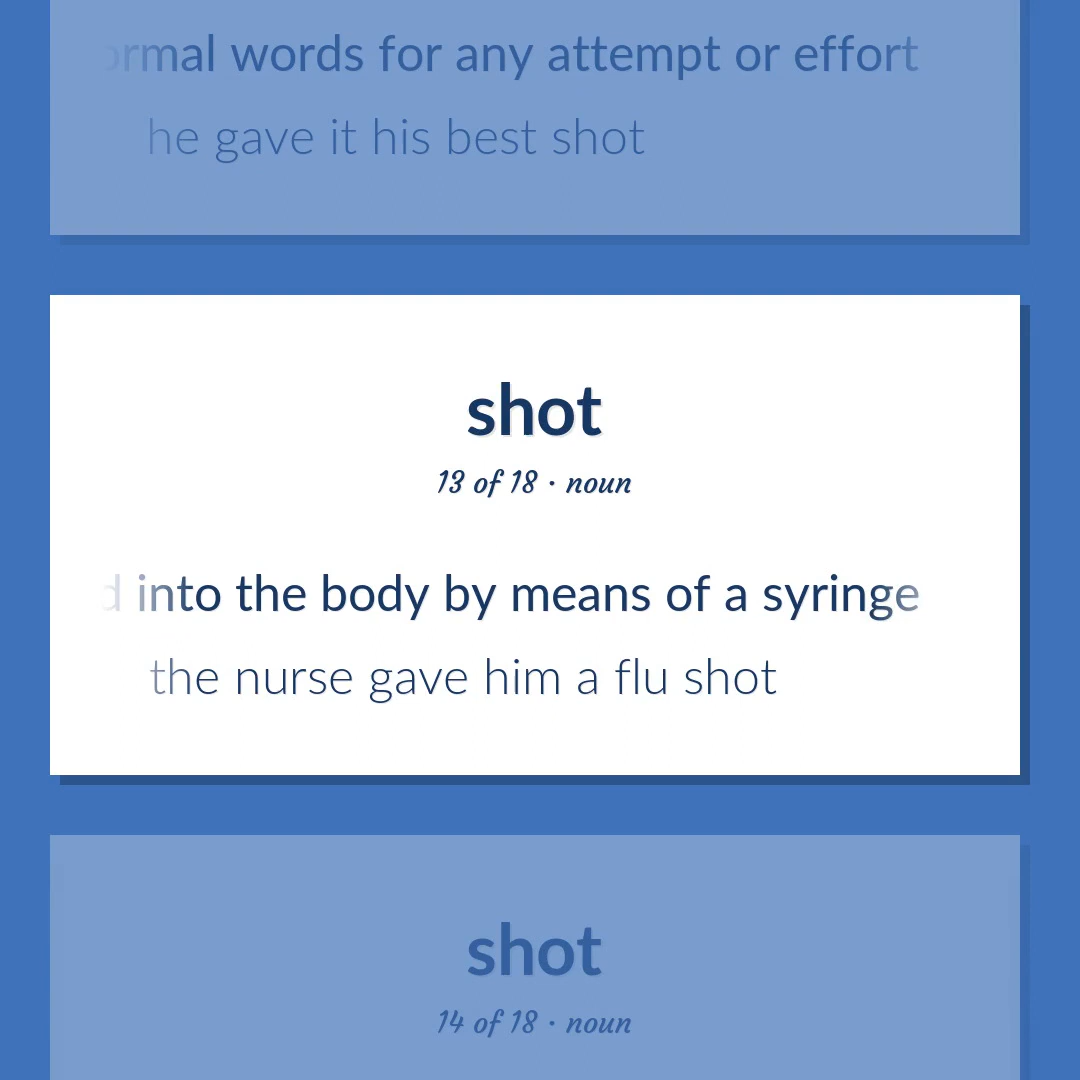 words for any attempt or effort
he gave it his best shot
shot
13 of 18 · noun
into the body by means of a syringe
the nurse gave him a flu shot
shot
14 of 18 · noun